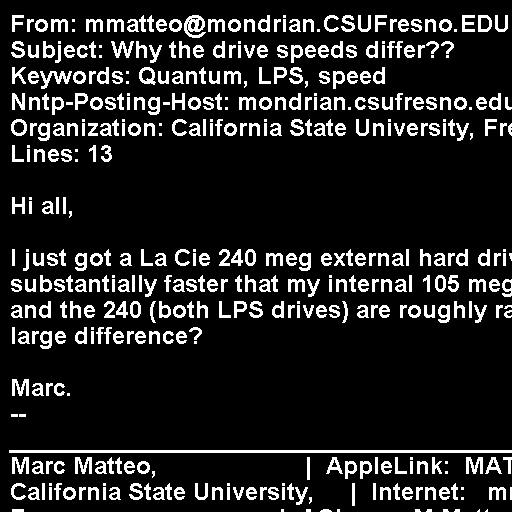 From: mmatteo@mondrian.CSUFresno.EDU
Subject: Why the drive speeds differ??
Keywords: Quantum, LPS, speed
Nntp-Posting-Host: mondrian.csufresno.edu
Organization: California State University, Fre
Lines: 13
Hi all,
I just got a La Cie 240 meg external hard driv
substantially faster that my internal 105 meg
and the 240 (both LPS drives) are roughly ra
large difference?
Marc.
--
Marc Matteo, | AppleLink: MAT
California State University, | Internet: